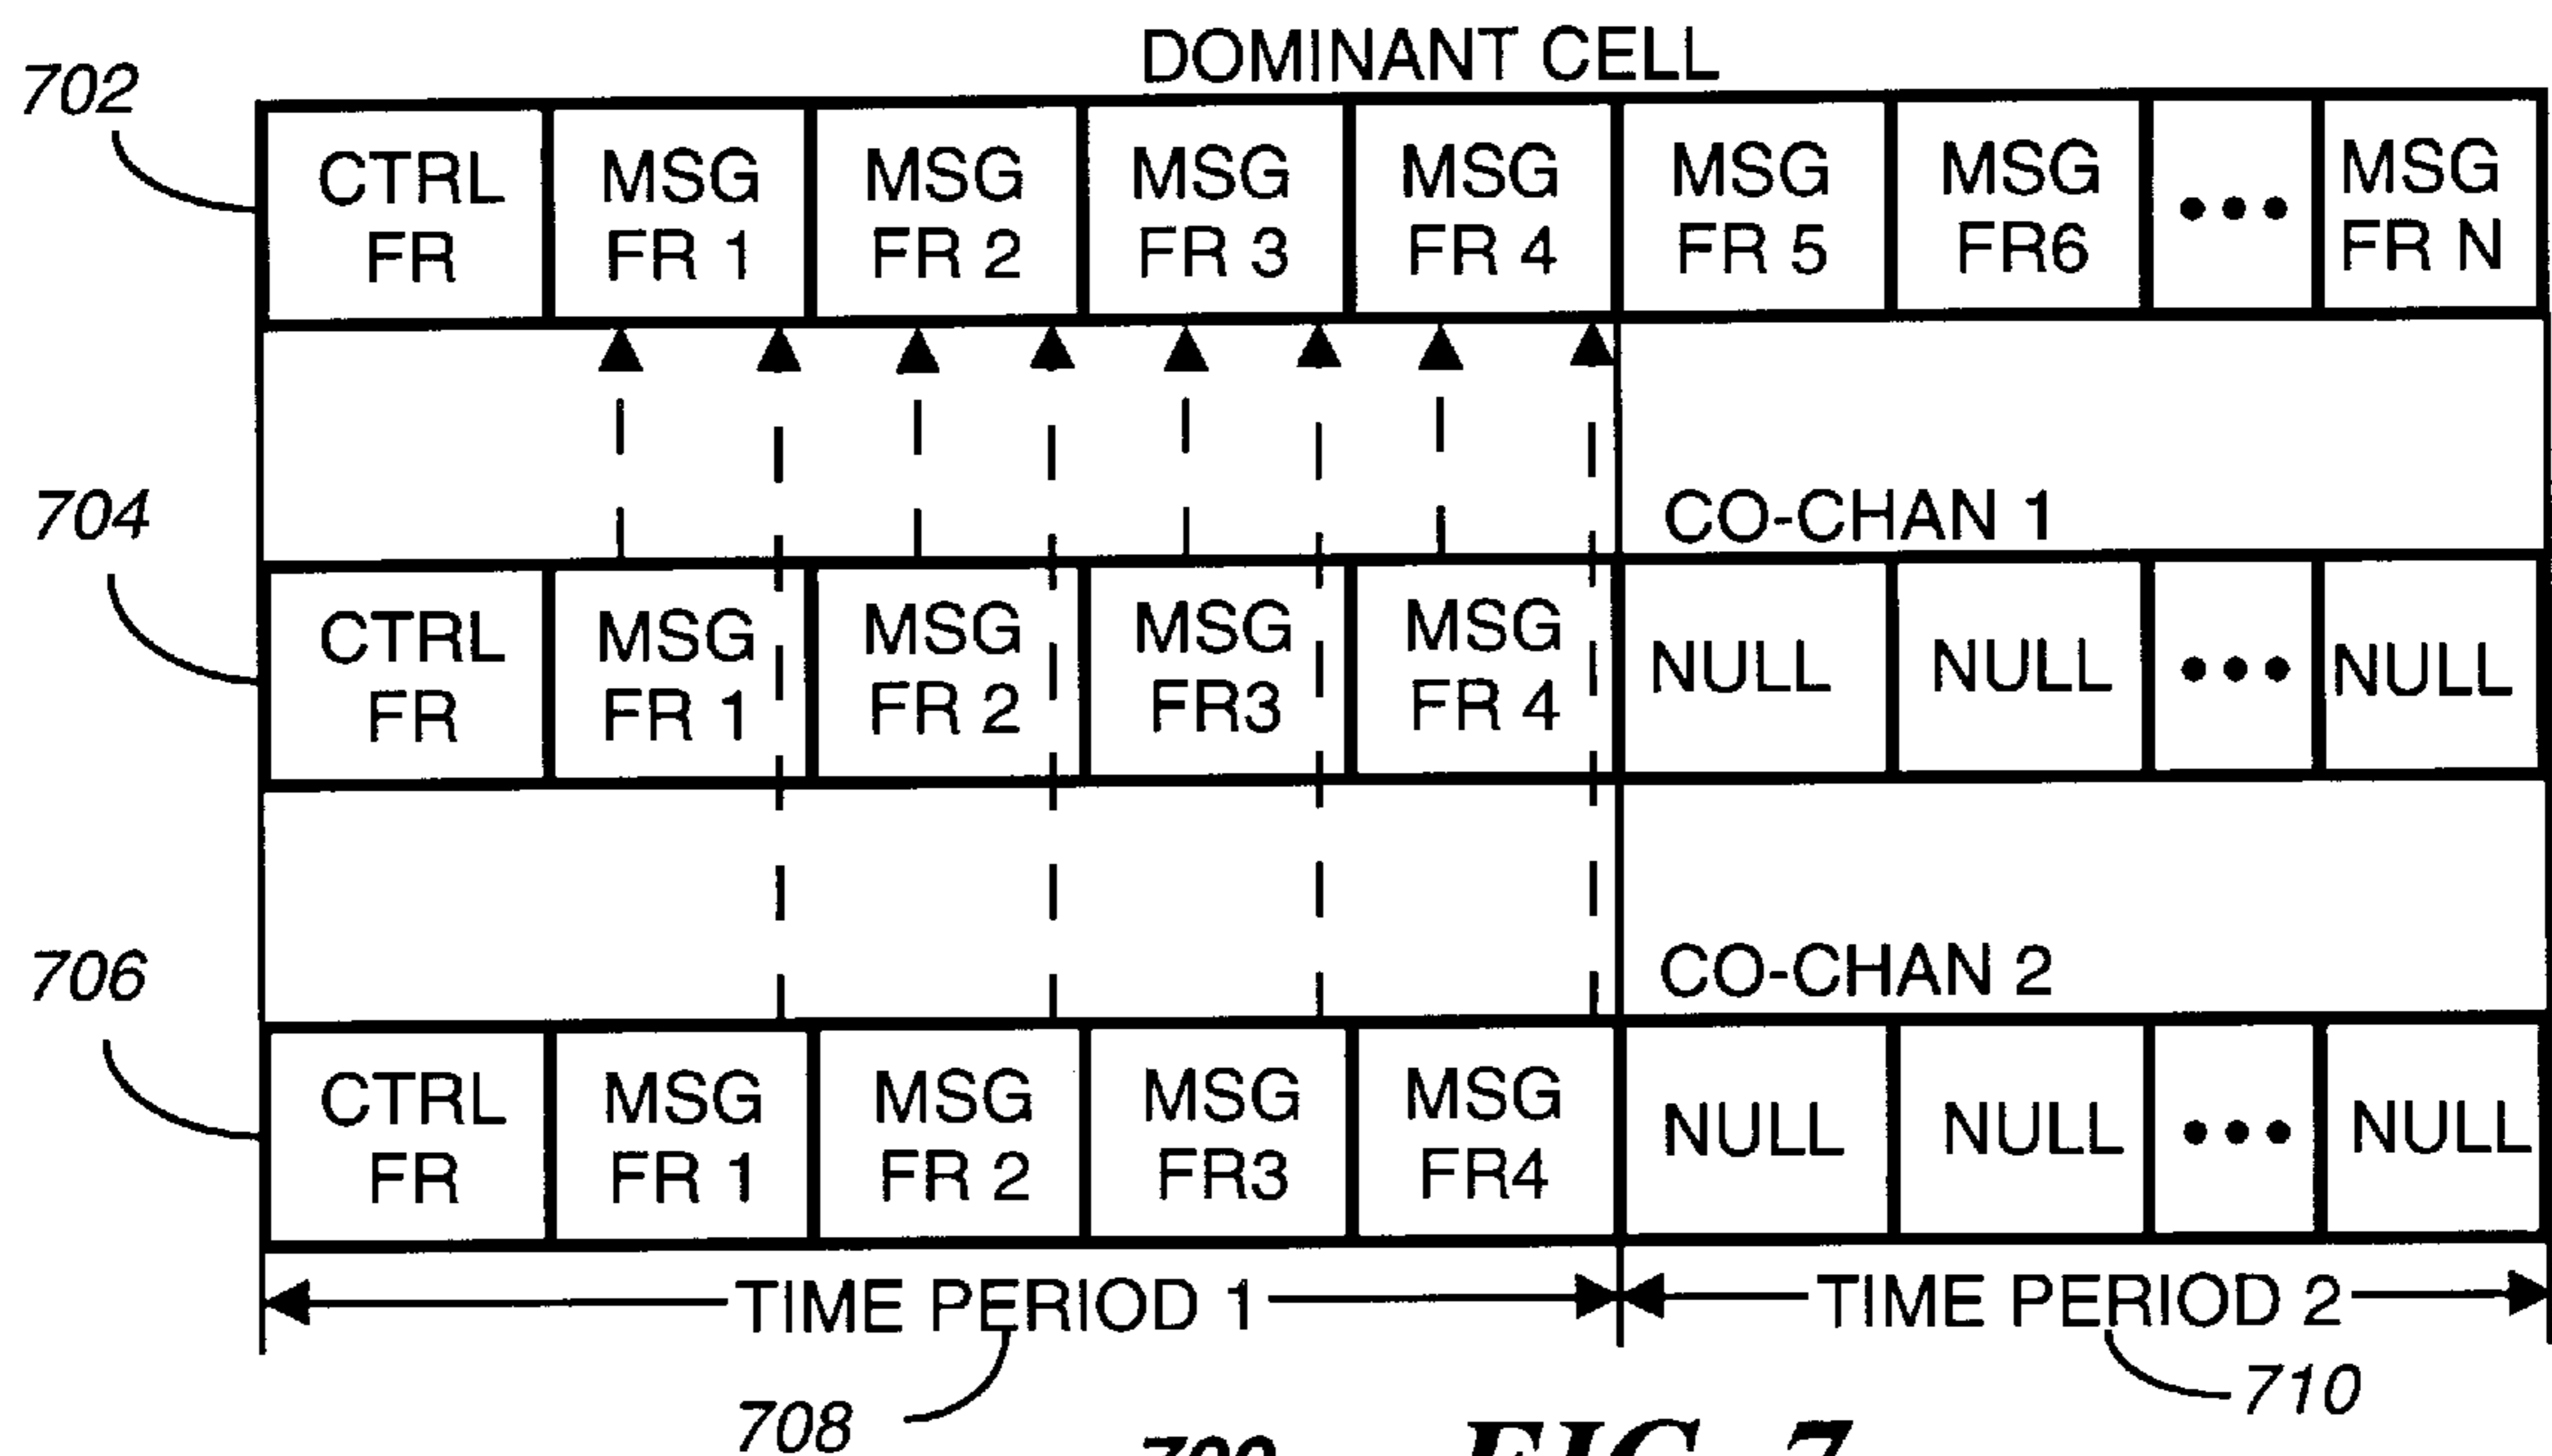 DOMINANT CELL
702
CTRL FR
MSG FR 1
MSG FR 2
MSG FR 3
MSG FR 4
MSG FR 5
MSG FR6
•••
MSG FR N
704
CO-CHAN 1
CTRL FR
MSG FR 1
MSG FR 2
MSG FR3
MSG FR 4
NULL
NULL
•••
NULL
706
CO-CHAN 2
CTRL FR
MSG FR 1
MSG FR 2
MSG FR3
MSG FR4
NULL
NULL
•••
NULL
TIME PERIOD 1
TIME PERIOD 2
708
710
FIG. 7